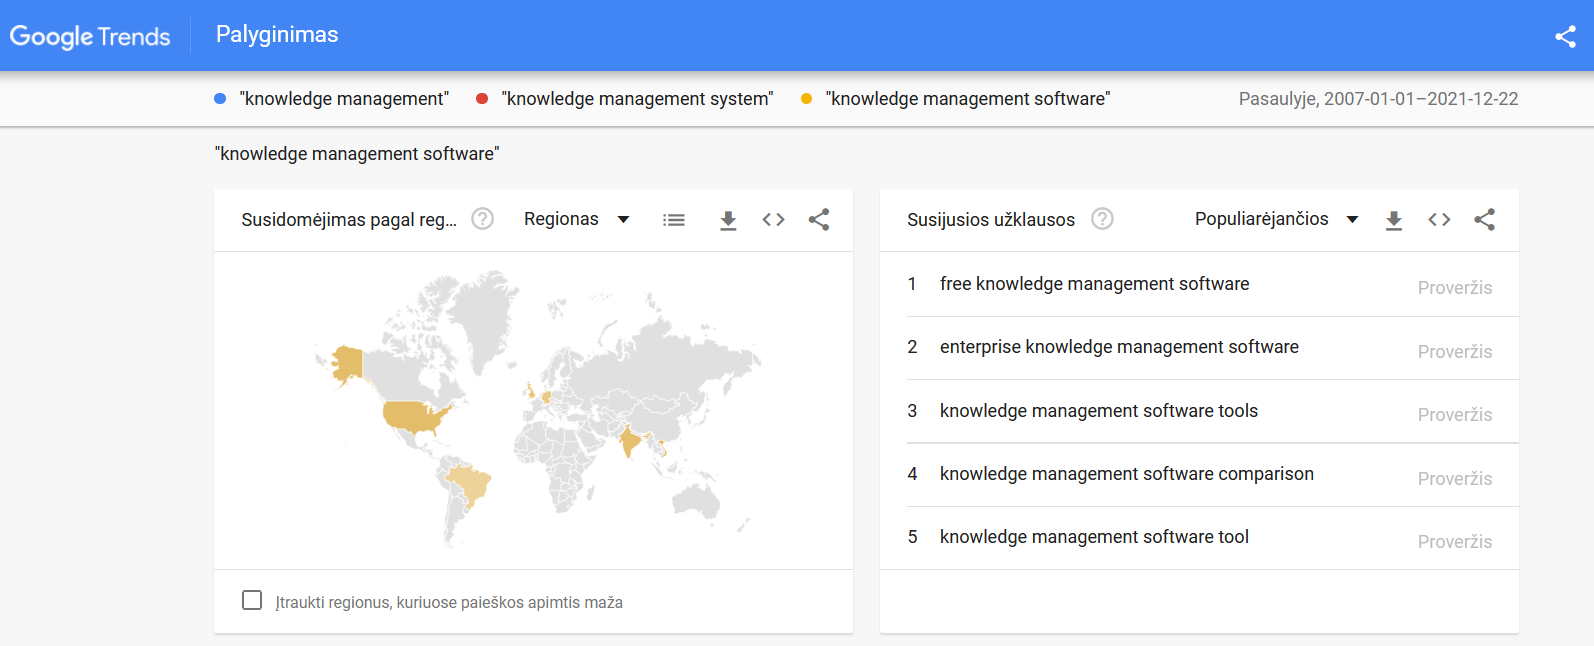 Google Trends Palyginimas
"knowledge management" "knowledge management system" "knowledge management software" Pasaulyje, 2007-01-01–2021-12-22
"knowledge management software"
Susidomėjimas pagal reg... ? Regionas
Susijusios užklausos ? Populiarėjančios
1 free knowledge management software Proveržis
2 enterprise knowledge management software Proveržis
3 knowledge management software tools Proveržis
4 knowledge management software comparison Proveržis
5 knowledge management software tool Proveržis
Įtraukti regionus, kuriuose paieškos apimtis maža